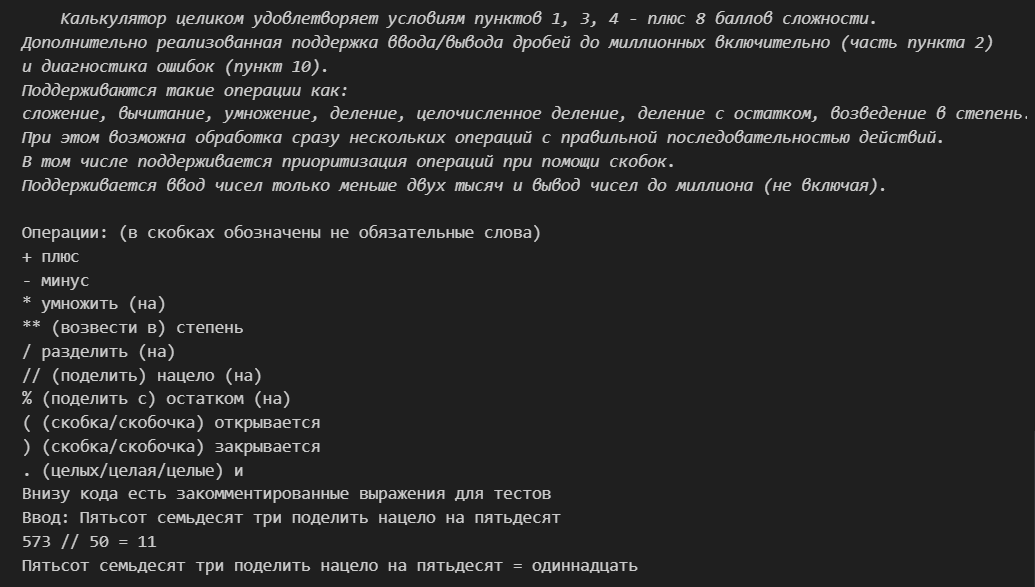 Калькулятор целиком удовлетворяет условиям пунктов 1, 3, 4 - плюс 8 баллов сложности.
Дополнительно реализованная поддержка ввода/вывода дробей до миллионных включительно (часть пункта 2)
и диагностика ошибок (пункт 10).
Поддерживаются такие операции как:
сложение, вычитание, умножение, деление, целочисленное деление, деление с остатком, возведение в степень.
При этом возможна обработка сразу нескольких операций с правильной последовательностью действий.
В том числе поддерживается приоритизация операций при помощи скобок.
Поддерживается ввод чисел только меньше двух тысяч и вывод чисел до миллиона (не включая).
Операции: (в скобках обозначены не обязательные слова)
+ плюс
- минус
* умножить (на)
** (возвести в) степень
/ разделить (на)
// (поделить) нацело (на)
% (поделить с) остатком (на)
( (скобка/скобочка) открывается
) (скобка/скобочка) закрывается
. (целых/целая/целые) и
Внизу кода есть закомментированные выражения для тестов
Ввод: Пятьсот семьдесят три поделить нацело на пятьдесят
573 // 50 = 11
Пятьсот семьдесят три поделить нацело на пятьдесят = одиннадцать